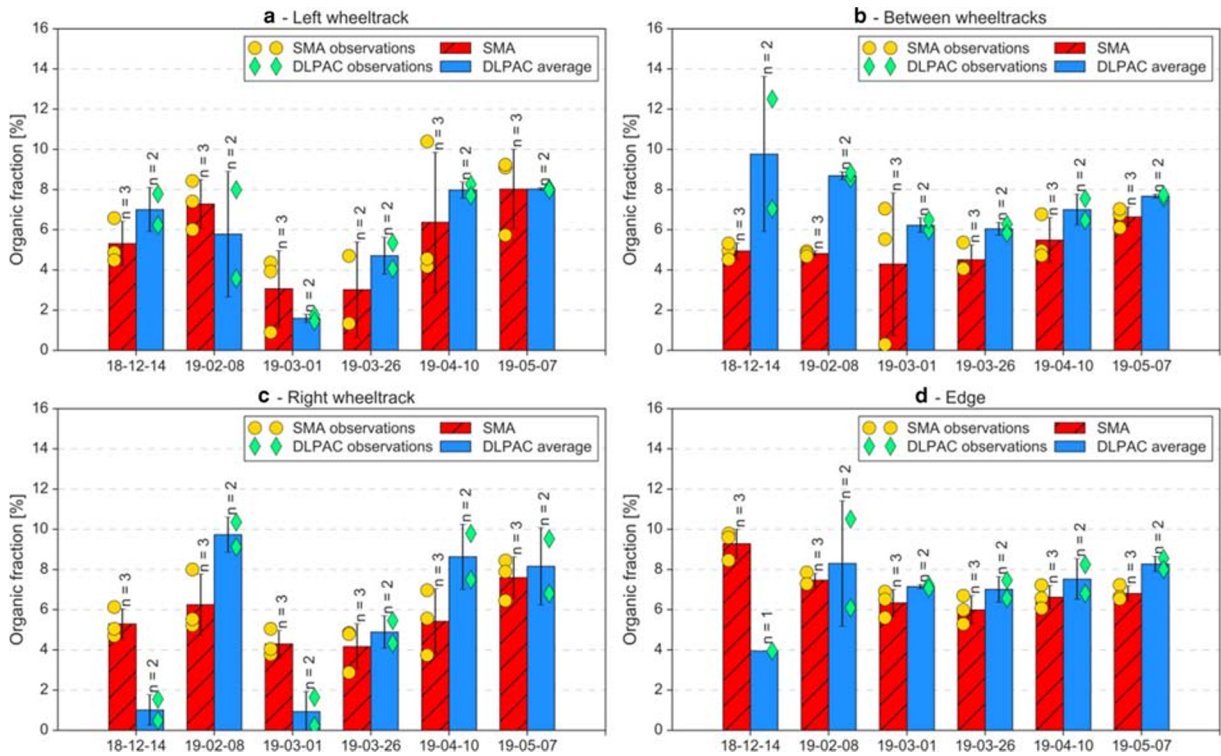 a - Left wheeltrack
Organic fraction [%]
16
14
12
10
8
6
4
2
0
SMA observations SMA
DLPAC observations DLPAC average
n = 3
n = 2
n = 3
n = 2
n = 3
n = 2
n = 2
n = 2
n = 3
n = 2
n = 3
n = 2
18-12-14 19-02-08 19-03-01 19-03-26 19-04-10 19-05-07
b - Between wheeltracks
Organic fraction [%]
16
14
12
10
8
6
4
2
0
SMA observations SMA
DLPAC observations DLPAC average
n = 3
n = 2
n = 3
n = 2
n = 3
n = 2
n = 2
n = 2
n = 3
n = 2
n = 3
n = 2
18-12-14 19-02-08 19-03-01 19-03-26 19-04-10 19-05-07
c - Right wheeltrack
Organic fraction [%]
16
14
12
10
8
6
4
2
0
SMA observations SMA
DLPAC observations DLPAC average
n = 3
n = 2
n = 3
n = 2
n = 3
n = 2
n = 3
n = 2
n = 3
n = 2
n = 3
n = 2
18-12-14 19-02-08 19-03-01 19-03-26 19-04-10 19-05-07
d - Edge
Organic fraction [%]
16
14
12
10
8
6
4
2
0
SMA observations SMA
DLPAC observations DLPAC average
n = 3
n = 1
n = 3
n = 2
n = 3
n = 2
n = 3
n = 2
n = 3
n = 2
n = 3
n = 2
18-12-14 19-02-08 19-03-01 19-03-26 19-04-10 19-05-07